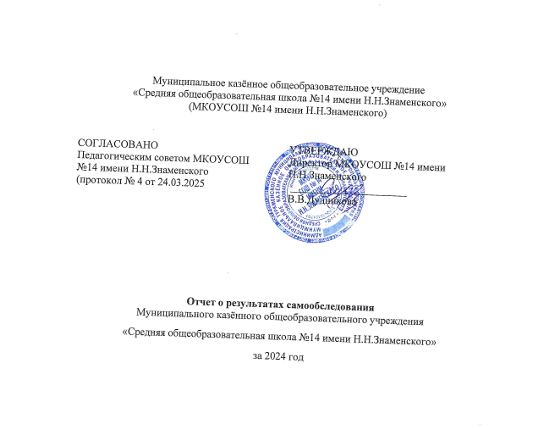 Муниципальное казённое общеобразовательное учреждение
«Средняя общеобразовательная школа №14 имени Н.Н.Знаменского»
(МКОУСОШ №14 имени Н.Н.Знаменского)
СОГЛАСОВАНО
Педагогическим советом МКОУСОШ
№14 имени Н.Н.Знаменского
(протокол № 4 от 24.03.2025
УТВЕРЖДАЮ
Директор МКОУСОШ №14 имени
Н.Н.Знаменского
В.В.Дудникова
Отчет о результатах самообследования
Муниципального казённого общеобразовательного учреждения
«Средняя общеобразовательная школа №14 имени Н.Н.Знаменского»
за 2024 год